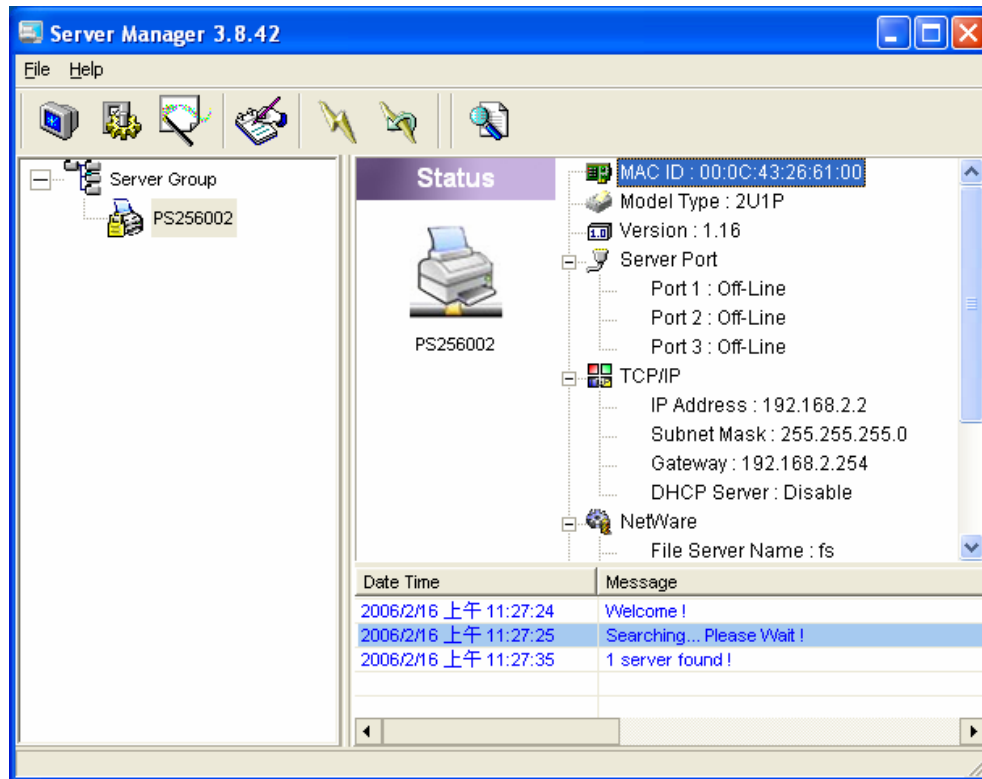 Server Manager 3.8.42
File Help
Server Group
PS256002
Status
PS256002
MAC ID : 00:0C:43:26:61:00
Model Type : 2U1P
1.0 Version : 1.16
Server Port
Port 1 : Off-Line
Port 2 : Off-Line
Port 3 : Off-Line
TCP/IP
IP Address : 192.168.2.2
Subnet Mask : 255.255.255.0
Gateway : 192.168.2.254
DHCP Server : Disable
NetWare
File Server Name : fs
Date Time Message
2006/2/16 上午 11:27:24 Welcome !
2006/2/16 上午 11:27:25 Searching... Please Wait !
2006/2/16 上午 11:27:35 1 server found !